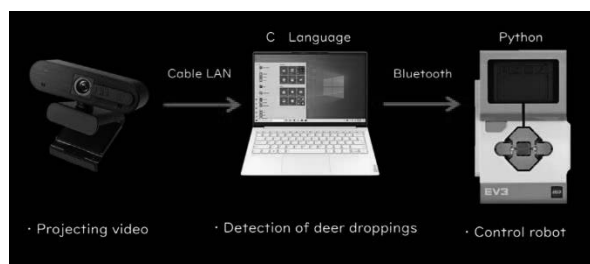 C Language
Python
Cable LAN
Bluetooth
EV3
・Projecting video
・Detection of deer droppings
・Control robot